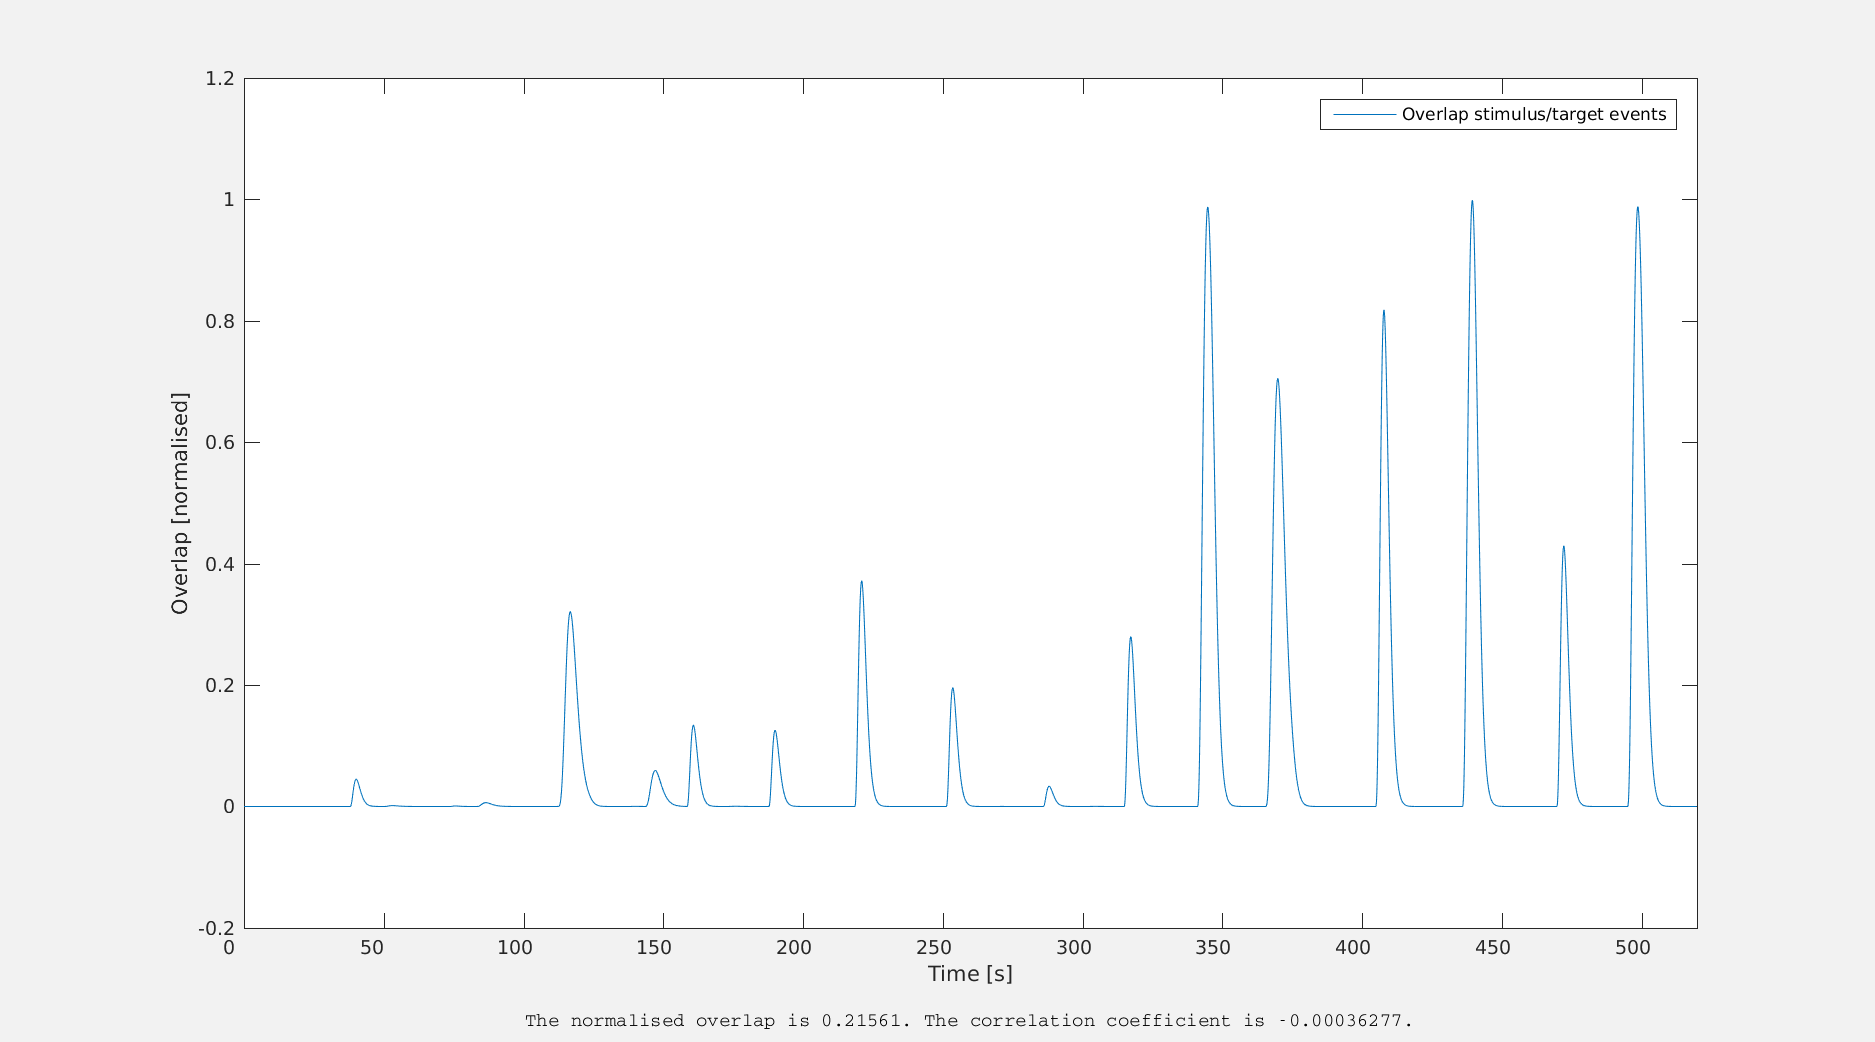 1.2
Overlap stimulus/target events
1
0.8
0.6
0.4
0.2
0
-0.2
Overlap [normalised]
0 50 100 150 200 250 300 350 400 450 500
Time [s]
The normalised overlap is 0.21561. The correlation coefficient is -0.00036277.